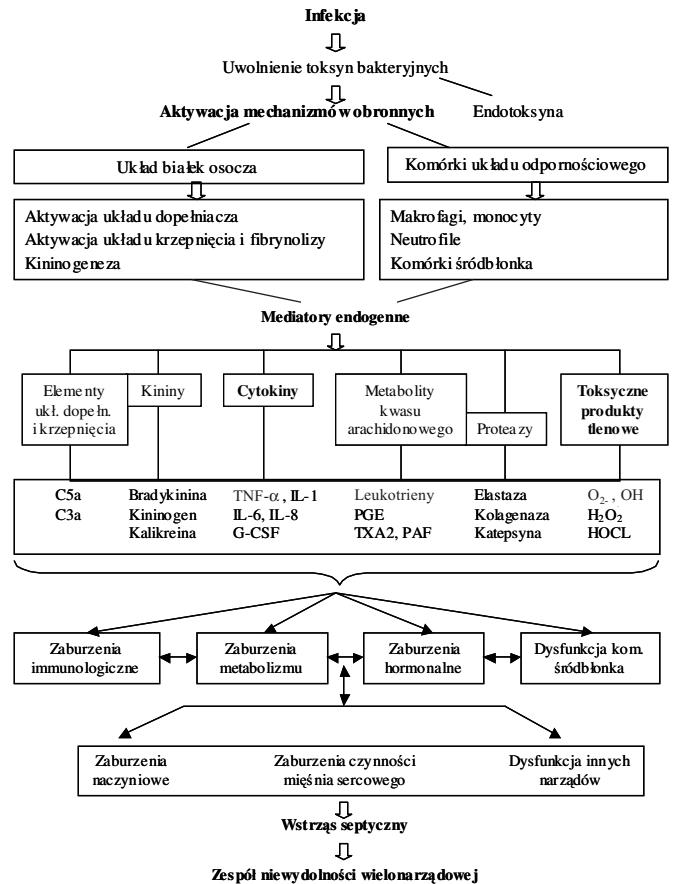 Infekcja
Uwolnienie toksyn bakteryjnych
Aktywacja mechanizmów obronnych
Endotoksyna
Układ białek osocza
Komórki układu odpornościowego
Aktywacja układu dopełniacza
Aktywacja układu krzepnięcia i fibrynolizy
Kininogeneza
Makrofagi, monocyty
Neutrofile
Komórki śródbłonka
Mediatory endogenne
Elementy
ukł. dopełn.
i krzepnięcia
Kininy
Cytokiny
Metabolity
kwasu
arachidonowego
Proteazy
Toksyczne
produkty
tlenowe
C5a
C3a
Bradykinina
Kininogen
Kalikreina
TNF-α, IL-1
IL-6, IL-8
G-CSF
Leukotrieny
PGE
TXA2, PAF
Elastaza
Kolagenaza
Katepsyna
O₂₋ , OH
H₂O₂
HOCL
Zaburzenia
immunologiczne
Zaburzenia
metabolizmu
Zaburzenia
hormonalne
Dysfunkcja kom.
śródbłonka
Zaburzenia
naczyniowe
Zaburzenia czynności
mięśnia sercowego
Dysfunkcja innych
narządów
Wstrząs septyczny
Zespół niewydolności wielonarządowej